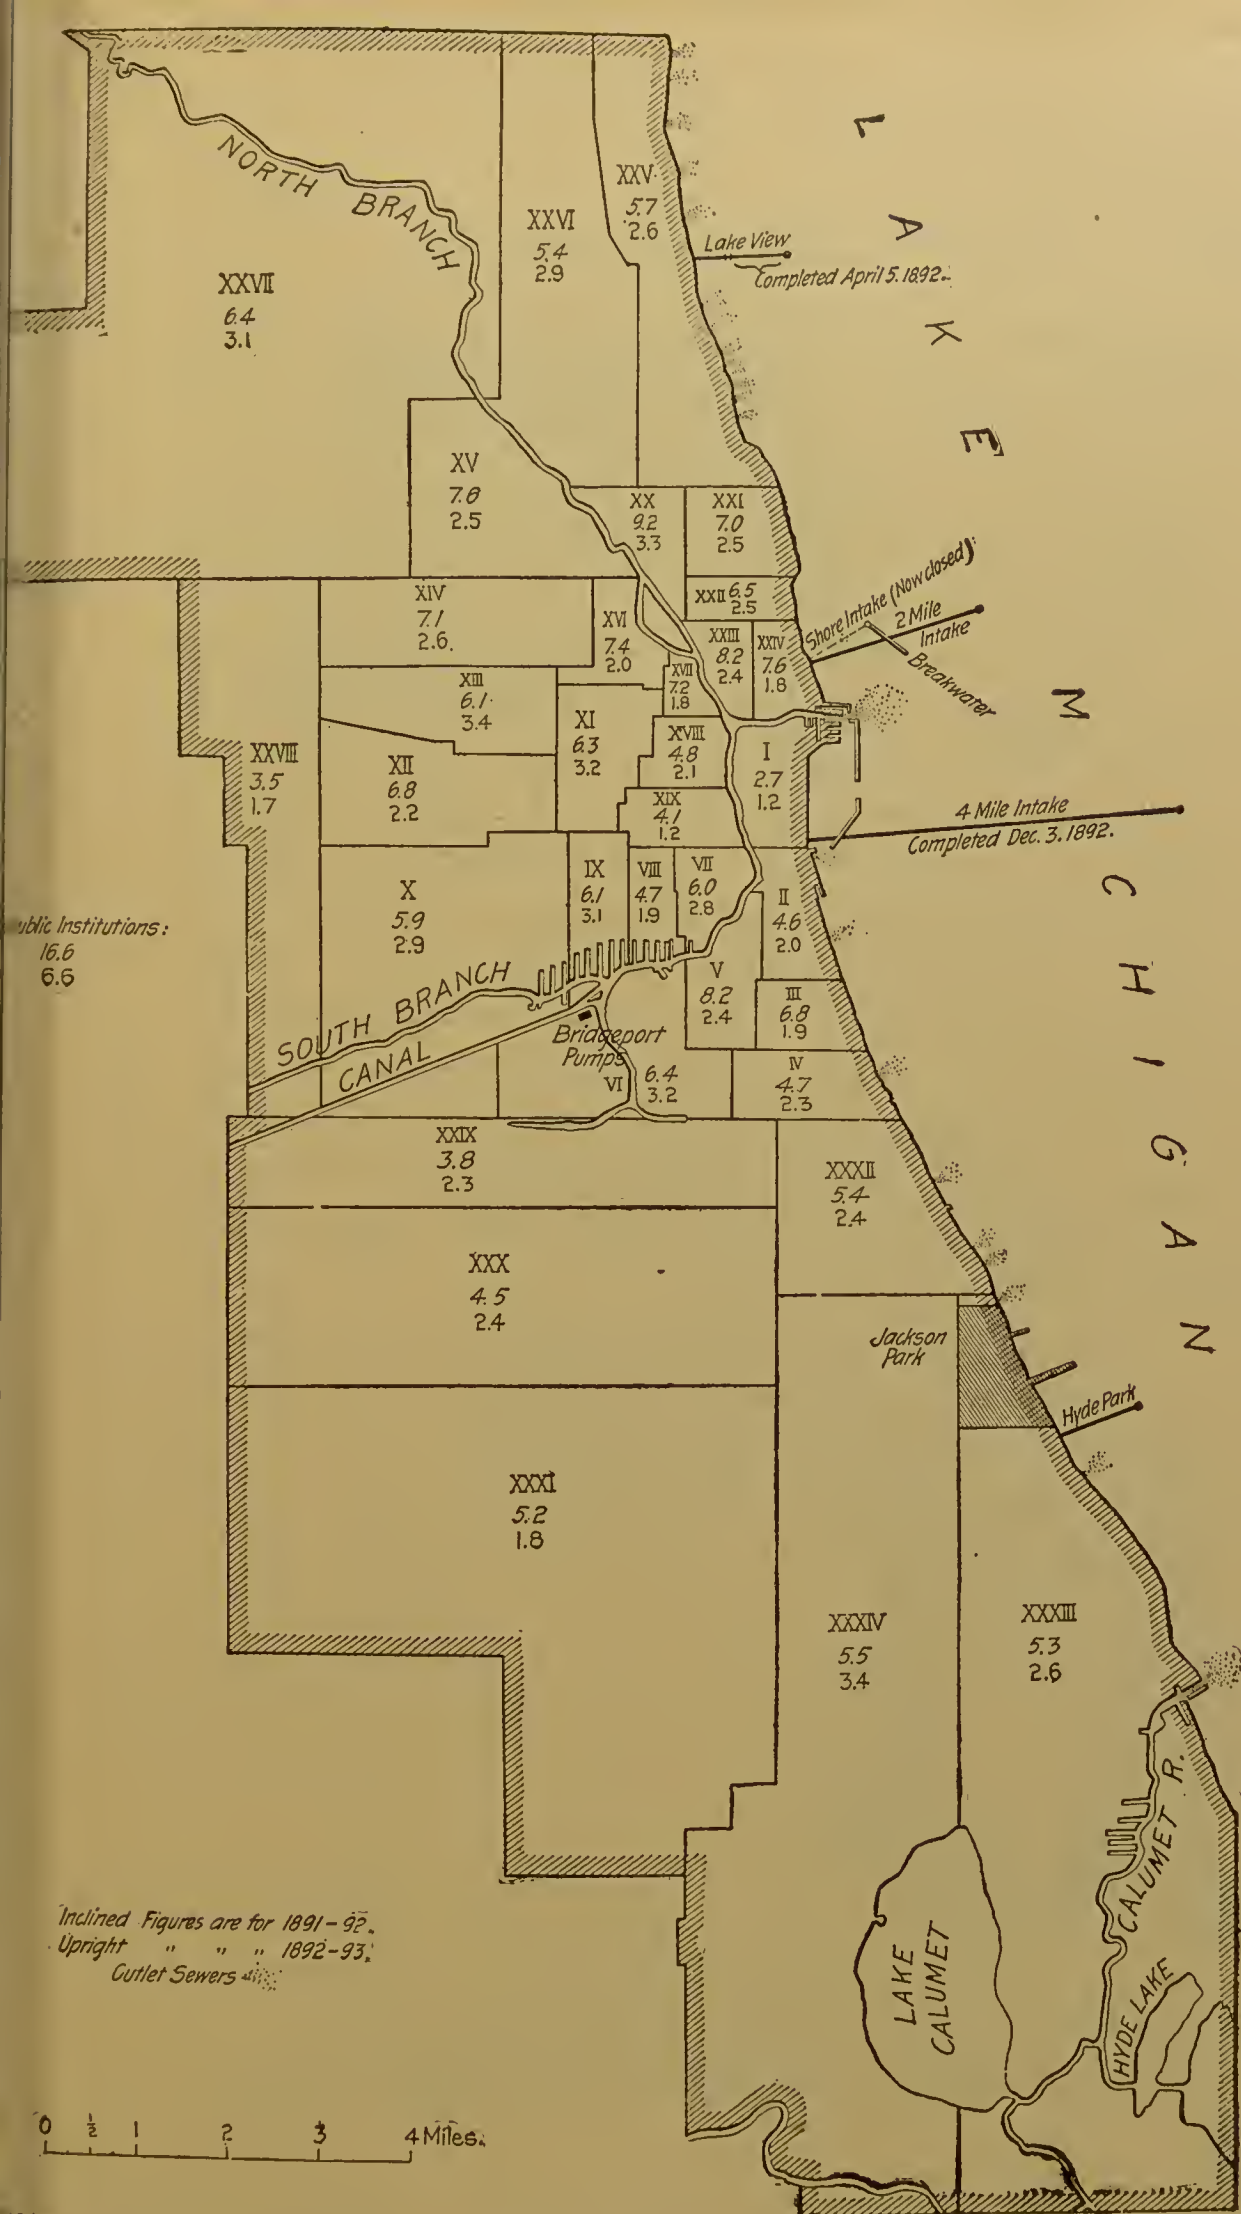 L A K E   M I C H I G A N
NORTH BRANCH
XXV
5.7
2.6
XXVI
5.4
2.9
Lake View
Completed April 5. 1892.
XXVII
6.4
3.1
XV
2.5
XX
9.2
3.3
XXI
7.0
2.5
XXII 6.5
2.5
Shore Intake (Now closed)
2 Mile
Intake
Breakwater
XIV
7.1
2.6
XVI
7.4
2.0
XXIII
8.2
2.4
XXIV
7.6
1.8
XVII
7.2
1.8
XIII
6.1
3.4
XI
6.3
3.2
XVIII
4.8
2.1
I
2.7
1.2
XXVIII
3.5
1.7
XII
6.8
2.2
XIX
4.1
1.2
4 Mile Intake
Completed Dec. 3. 1892.
X
5.9
2.9
IX
6.1
3.1
VIII
4.7
1.9
VII
6.0
2.8
II
4.6
2.0
ublic Institutions:
16.6
6.6
SOUTH BRANCH
CANAL
Bridgeport
Pumps
V
8.2
2.4
III
6.8
1.9
VI
6.4
3.2
IV
4.7
2.3
XXIX
3.8
2.3
XXXII
5.4
2.4
XXX
4.5
2.4
Jackson
Park
Hyde Park
XXXI
5.2
1.8
XXXIV
5.5
3.4
XXXIII
5.3
2.6
CALUMET R.
LAKE
CALUMET
HYDE LAKE
Inclined Figures are for 1891-92.
Upright " " " 1892-93.
Outlet Sewers
0 ½ 1 2 3 4 Miles.